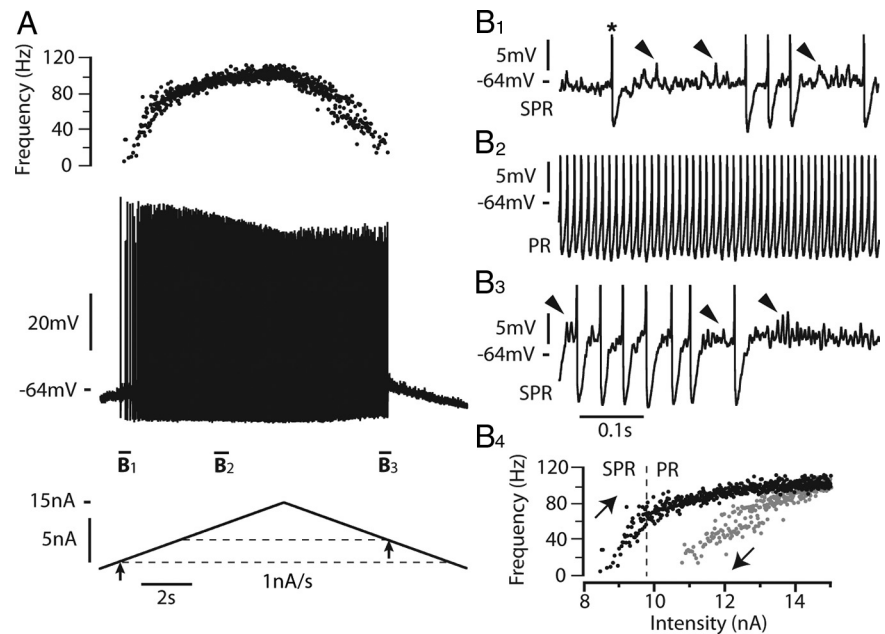 A
Frequency (Hz)
120
80
40
0
20mV
-64mV
B1
B2
B3
15nA
5nA
1nA/s
2s
B1
*
5mV
-64mV
SPR
B2
5mV
-64mV
PR
B3
5mV
-64mV
SPR
0.1s
B4
Frequency (Hz)
120
80
40
0
SPR
PR
8
10
12
14
Intensity (nA)